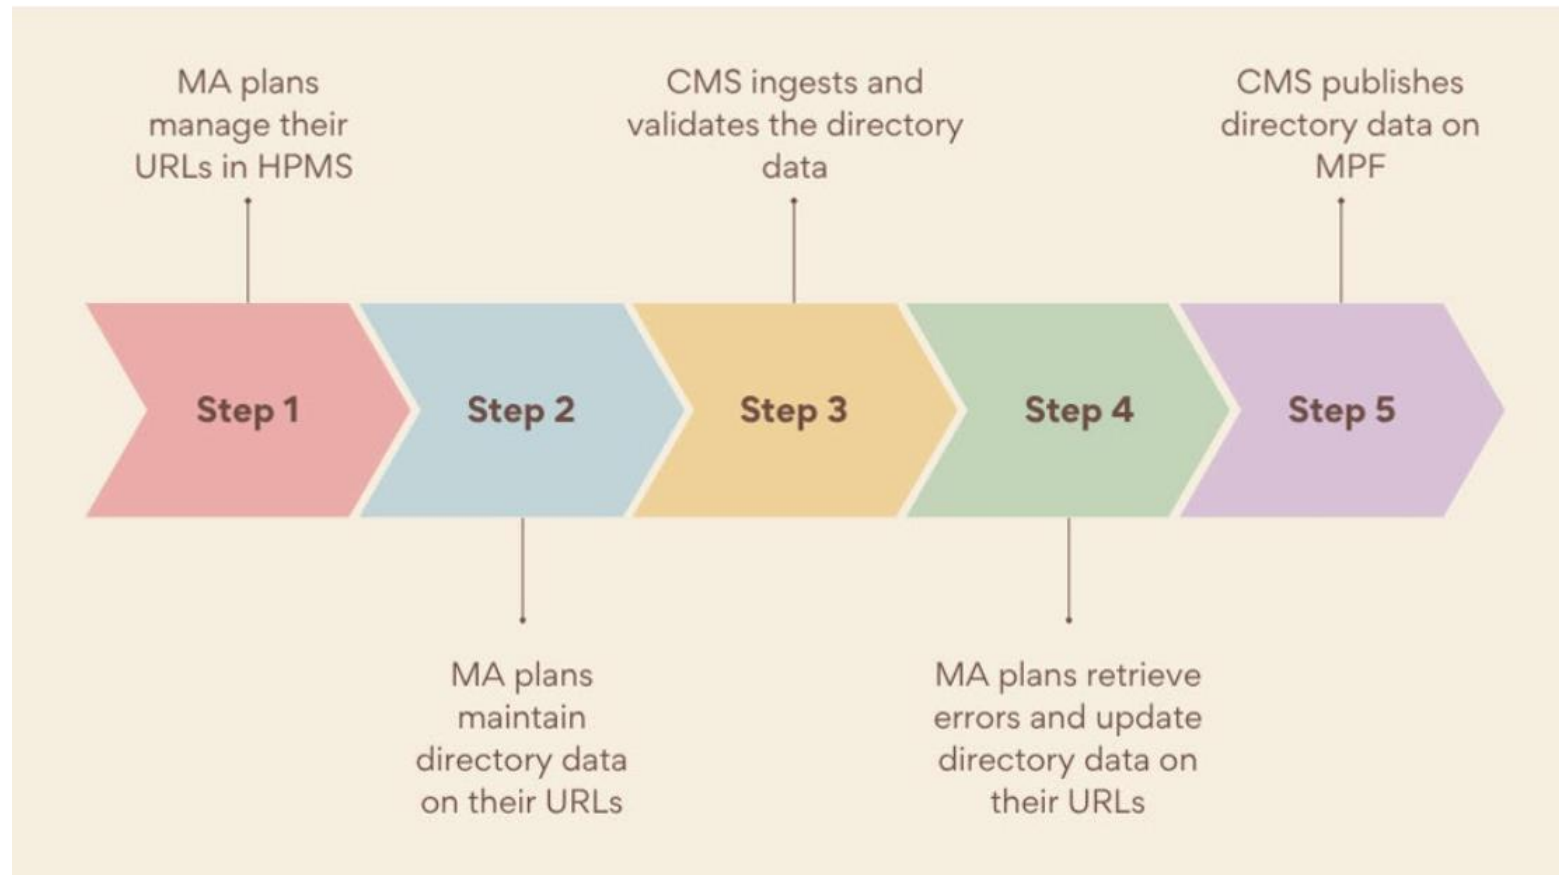 MA plans
manage their
URLs in HPMS
CMS ingests and
validates the directory
data
CMS publishes
directory data on
MPF
Step 1
Step 2
Step 3
Step 4
Step 5
MA plans
maintain
directory data
on their URLs
MA plans retrieve
errors and update
directory data on
their URLs